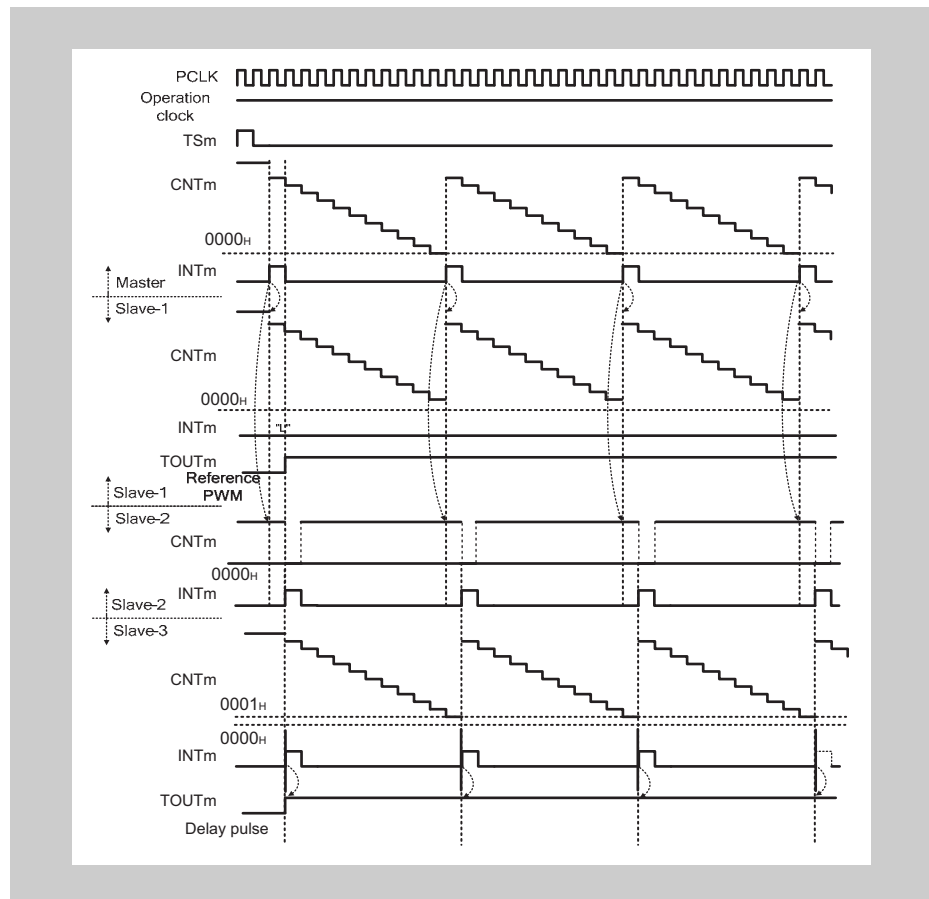 PCLK
Operation
clock
TSm
CNTm
0000H
INTm
Master
Slave-1
CNTm
0000H
INTm
TOUTm
Reference
PWM
Slave-1
Slave-2
CNTm
0000H
INTm
Slave-2
Slave-3
CNTm
0001H
0000H
INTm
TOUTm
Delay pulse